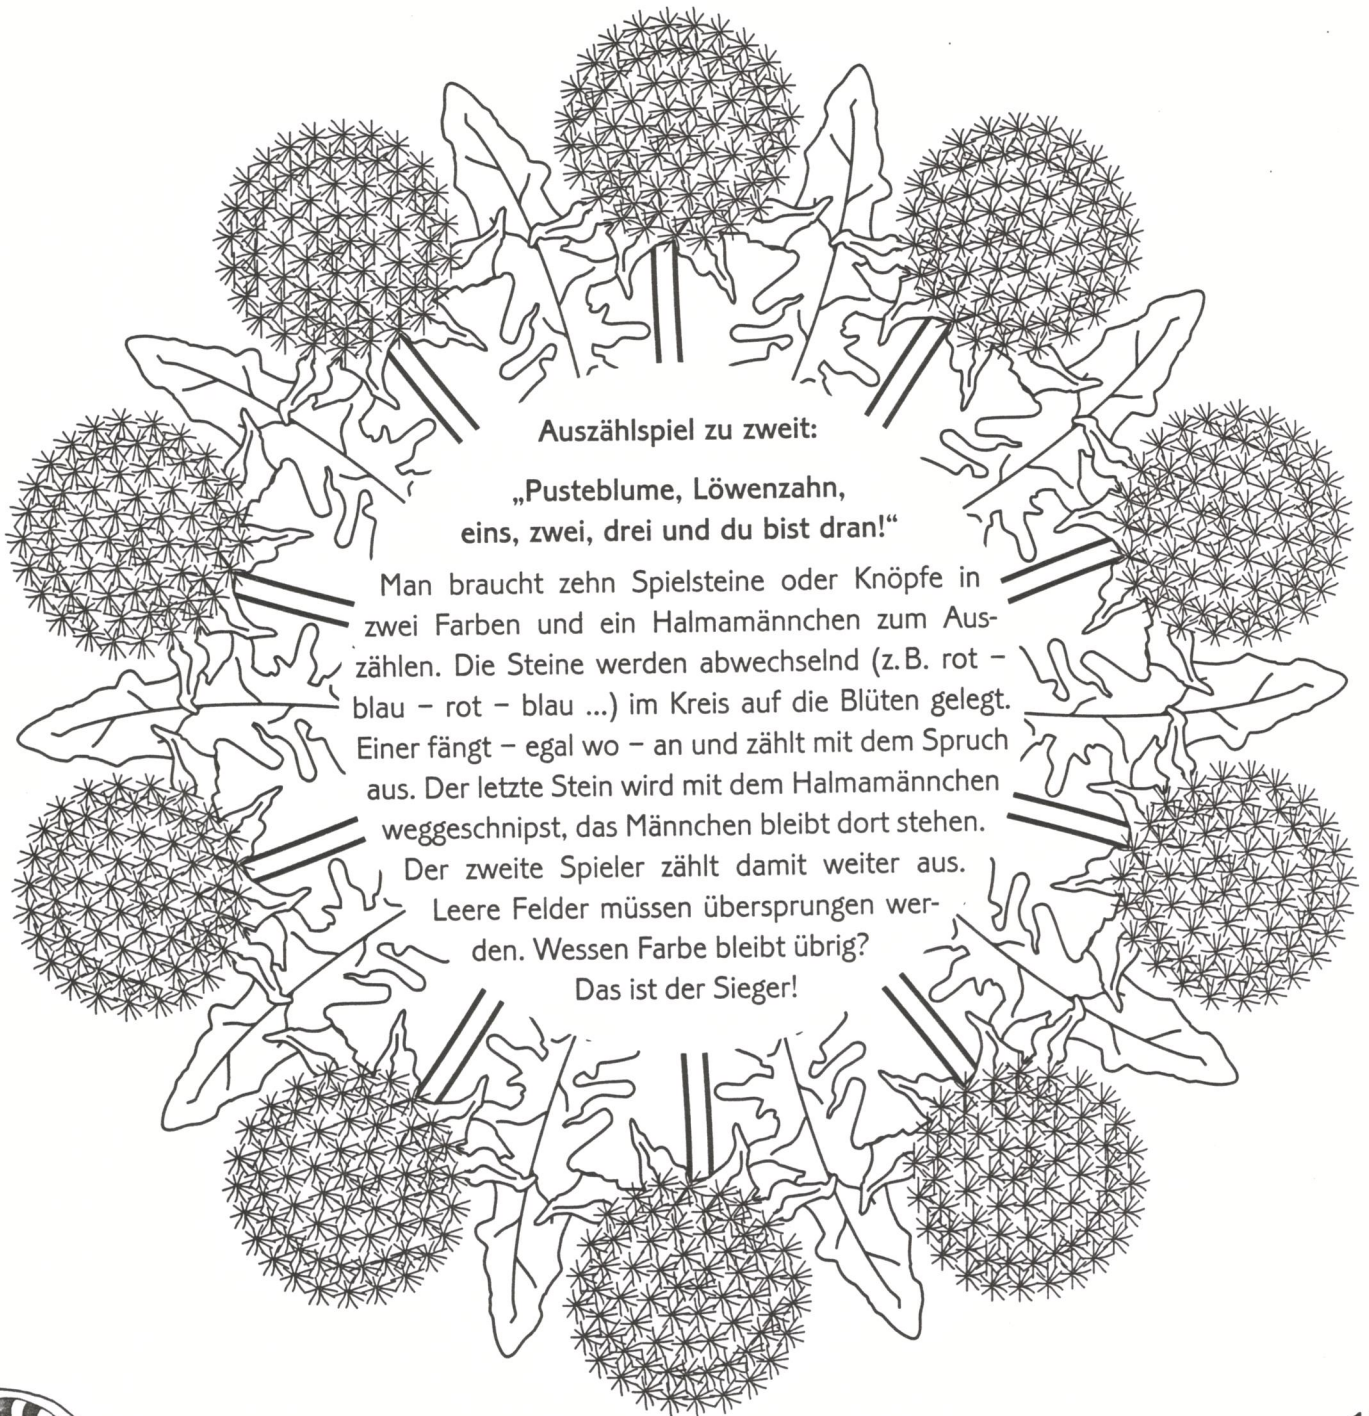 Auszählspiel zu zweit:
„Pusteblume, Löwenzahn,
eins, zwei, drei und du bist dran!“
Man braucht zehn Spielsteine oder Knöpfe in
zwei Farben und ein Halmamännchen zum Aus-
zählen. Die Steine werden abwechselnd (z. B. rot –
blau – rot – blau ...) im Kreis auf die Blüten gelegt.
Einer fängt – egal wo – an und zählt mit dem Spruch
aus. Der letzte Stein wird mit dem Halmamännchen
weggeschnipst, das Männchen bleibt dort stehen.
Der zweite Spieler zählt damit weiter aus.
Leere Felder müssen übersprungen wer-
den. Wessen Farbe bleibt übrig?
Das ist der Sieger!